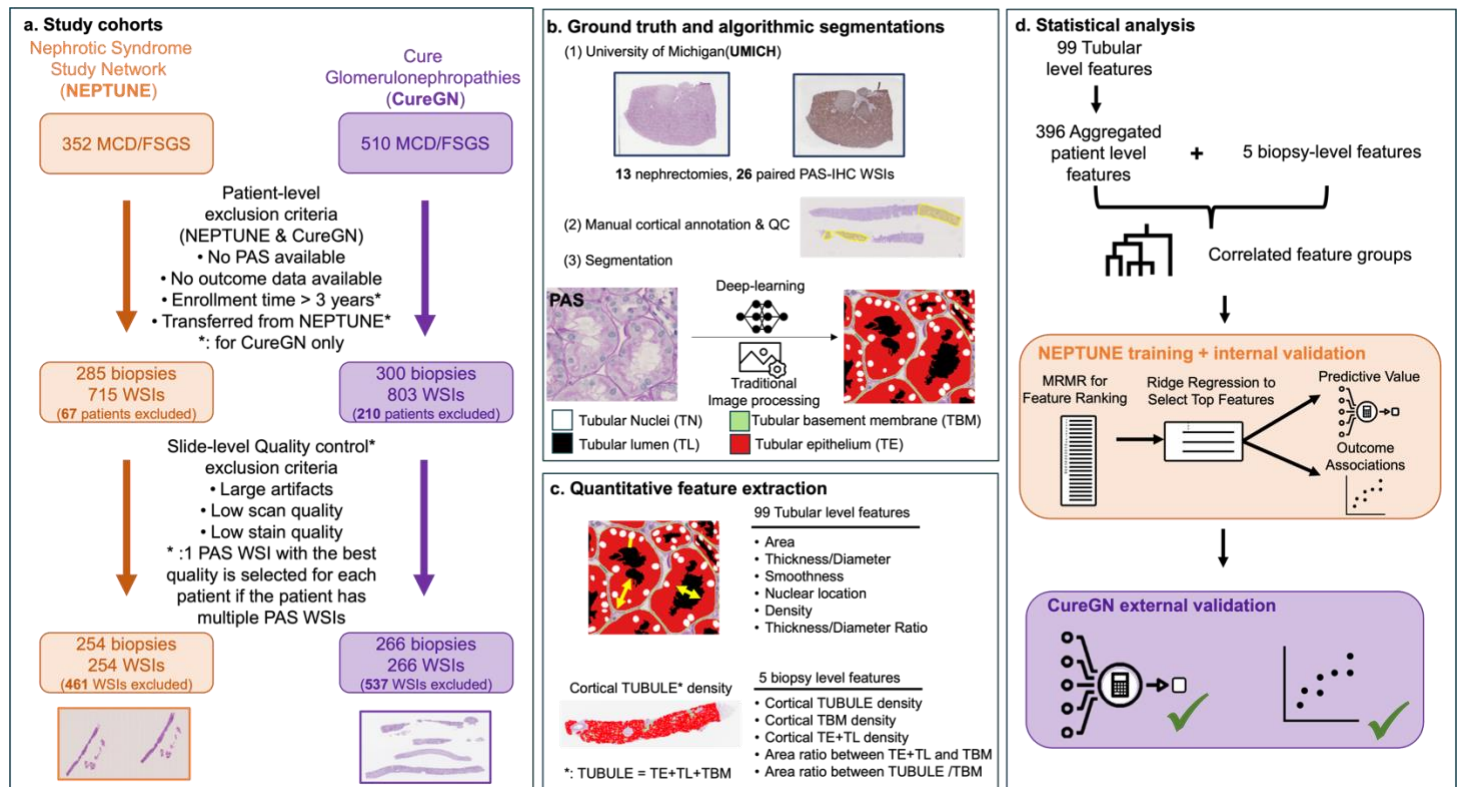 a. Study cohorts
Nephrotic Syndrome
Study Network
(NEPTUNE)
Cure
Glomerulonephropathies
(CureGN)
352 MCD/FSGS
510 MCD/FSGS
Patient-level
exclusion criteria
(NEPTUNE & CureGN)
• No PAS available
• No outcome data available
• Enrollment time > 3 years*
• Transferred from NEPTUNE*
*: for CureGN only
285 biopsies
715 WSIs
(67 patients excluded)
300 biopsies
803 WSIs
(210 patients excluded)
Slide-level Quality control*
exclusion criteria
• Large artifacts
• Low scan quality
• Low stain quality
* :1 PAS WSI with the best
quality is selected for each
patient if the patient has
multiple PAS WSIs
254 biopsies
254 WSIs
(461 WSIs excluded)
266 biopsies
266 WSIs
(537 WSIs excluded)
b. Ground truth and algorithmic segmentations
(1) University of Michigan(UMICH)
13 nephrectomies, 26 paired PAS-IHC WSIs
(2) Manual cortical annotation & QC
(3) Segmentation
PAS
Deep-learning
Traditional
Image processing
Tubular Nuclei (TN)
Tubular basement membrane (TBM)
Tubular lumen (TL)
Tubular epithelium (TE)
c. Quantitative feature extraction
99 Tubular level features
• Area
• Thickness/Diameter
• Smoothness
• Nuclear location
• Density
• Thickness/Diameter Ratio
Cortical TUBULE* density
*: TUBULE = TE+TL+TBM
5 biopsy level features
• Cortical TUBULE density
• Cortical TBM density
• Cortical TE+TL density
• Area ratio between TE+TL and TBM
• Area ratio between TUBULE /TBM
d. Statistical analysis
99 Tubular
level features
396 Aggregated
patient level
features
+
5 biopsy-level features
Correlated feature groups
NEPTUNE training + internal validation
MRMR for
Feature Ranking
Ridge Regression to
Select Top Features
Predictive Value
Outcome
Associations
CureGN external validation